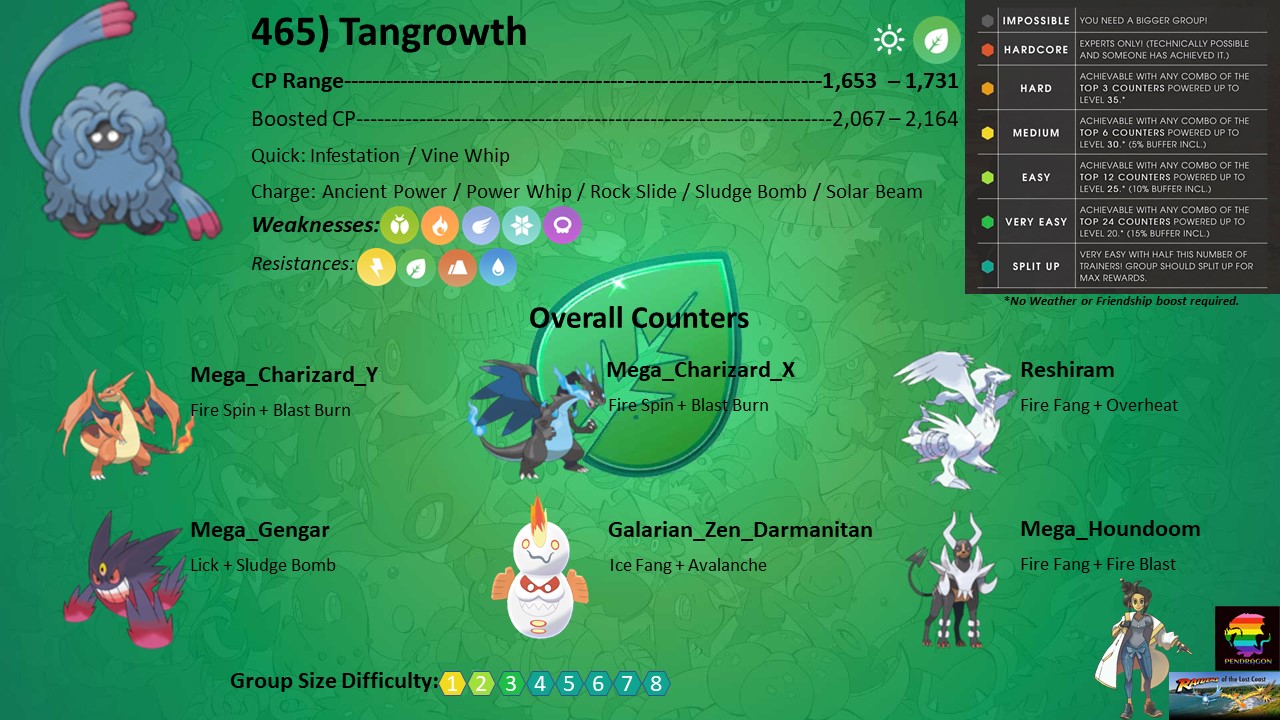 465) Tangrowth
CP Range--------------------------------------------------------------------1,653 – 1,731
Boosted CP--------------------------------------------------------------------2,067 – 2,164
Quick: Infestation / Vine Whip
Charge: Ancient Power / Power Whip / Rock Slide / Sludge Bomb / Solar Beam
Weaknesses:
Resistances:
IMPOSSIBLE YOU NEED A BIGGER GROUP!
HARDCORE EXPERTS ONLY! (TECHNICALLY POSSIBLE
AND SOMEONE HAS ACHIEVED IT.)
HARD ACHIEVABLE WITH ANY COMBO OF THE
TOP 3 COUNTERS POWERED UP TO
LEVEL 35.*
MEDIUM ACHIEVABLE WITH ANY COMBO OF THE
TOP 6 COUNTERS POWERED UP TO
LEVEL 30.* (5% BUFFER INCL.)
EASY ACHIEVABLE WITH ANY COMBO OF THE
TOP 12 COUNTERS POWERED UP TO
LEVEL 25.* (10% BUFFER INCL.)
VERY EASY ACHIEVABLE WITH ANY COMBO OF THE
TOP 24 COUNTERS POWERED UP TO
LEVEL 20.* (15% BUFFER INCL.)
SPLIT UP VERY EASY WITH HALF THIS NUMBER OF
TRAINERS! GROUP SHOULD SPLIT UP FOR
MAX REWARDS.
*No Weather or Friendship boost required.
Overall Counters
Mega_Charizard_Y
Fire Spin + Blast Burn
Mega_Charizard_X
Fire Spin + Blast Burn
Reshiram
Fire Fang + Overheat
Mega_Gengar
Lick + Sludge Bomb
Galarian_Zen_Darmanitan
Ice Fang + Avalanche
Mega_Houndoom
Fire Fang + Fire Blast
Group Size Difficulty: 1 2 3 4 5 6 7 8
PENDRAGON
RAIDERS of the Lost Coast